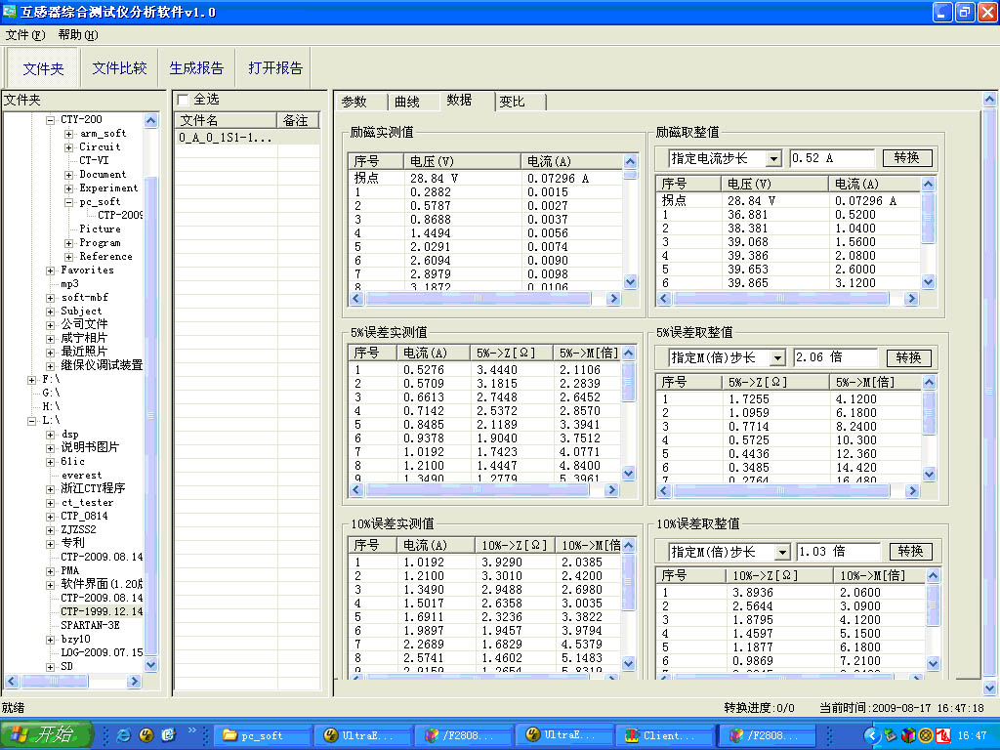 互感器综合测试仪分析软件v1.0
文件(F) 帮助(H)
文件夹 文件比较 生成报告 打开报告
文件夹
CTY-200
arm_soft
Circuit
CT-VI
Document
Experiment
pc_soft
CTP-2009
Picture
Program
Reference
Favorites
mp3
soft-mbf
Subject
公司文件
咸宁相片
最近照片
继保仪调试装置
F:\
G:\
H:\
L:\
dsp
说明书图片
61ic
everest
浙江CTY程序
ct_tester
CTP_0814
ZJZSS2
专利
CTP-2009.08.14
PMA
软件界面(1.20版
CTP-2009.08.14
CTP-1999.12.14
SPARTAN-3E
bzy10
LOG-2009.07.15
SD
全选
文件名 备注
0_A_0_1S1-1...
参数 曲线 数据 变比
励磁实测值
序号 电压(V) 电流(A)
拐点 28.84 V 0.07296 A
1 0.2882 0.0015
2 0.5787 0.0027
3 0.8688 0.0037
4 1.4494 0.0056
5 2.0291 0.0074
6 2.6094 0.0090
7 2.8979 0.0098
8 3.1872 0.0106
励磁取整值
指定电流步长 0.52 A 转换
序号 电压(V) 电流(A)
拐点 28.84 V 0.07296 A
1 36.881 0.5200
2 38.381 1.0400
3 39.068 1.5600
4 39.386 2.0800
5 39.653 2.6000
6 39.865 3.1200
5%误差实测值
序号 电流(A) 5%->Z[Ω] 5%->M[倍]
1 0.5276 3.4440 2.1106
2 0.5709 3.1815 2.2839
3 0.6613 2.7448 2.6452
4 0.7142 2.5372 2.8570
5 0.8485 2.1189 3.3941
6 0.9378 1.9040 3.7512
7 1.0192 1.7423 4.0771
8 1.2100 1.4447 4.8400
9 1.3490 1.2779 5.3961
5%误差取整值
指定M(倍)步长 2.06 倍 转换
序号 5%->Z[Ω] 5%->M[倍]
1 1.7255 4.1200
2 1.0959 6.1800
3 0.7714 8.2400
4 0.5725 10.300
5 0.4436 12.360
6 0.3485 14.420
7 0.2764 16.480
10%误差实测值
序号 电流(A) 10%->Z[Ω] 10%->M[倍
1 1.0192 3.9290 2.0385
2 1.2100 3.3010 2.4200
3 1.3490 2.9488 2.6980
4 1.5017 2.6358 3.0035
5 1.6911 2.3236 3.3822
6 1.9897 1.9457 3.9794
7 2.2689 1.6829 4.5379
8 2.5741 1.4602 5.1483
10%误差取整值
指定M(倍)步长 1.03 倍 转换
序号 10%->Z[Ω] 10%->M[倍]
1 3.8936 2.0600
2 2.5644 3.0900
3 1.8795 4.1200
4 1.4597 5.1500
5 1.1877 6.1800
6 0.9869 7.2100
就绪 转换进度:0/0 当前时间:2009-08-17 16:47:18
开始 pc_soft UltraE... /F2808... UltraE... Client... /F2808... 16:47